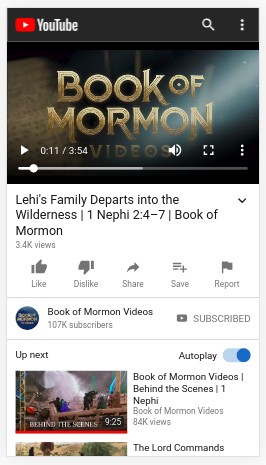 YouTube
BOOK OF
MORMON
VIDEOS
0:11 / 3:54
Lehi's Family Departs into the
Wilderness | 1 Nephi 2:4–7 | Book of
Mormon
3.4K views
Like Dislike Share Save Report
Book of Mormon Videos
107K subscribers
SUBSCRIBED
Up next
Autoplay
Book of Mormon Videos |
Behind the Scenes | 1
Nephi
Book of Mormon Videos
84K views
BEHIND THE SCENES
9:25
The Lord Commands